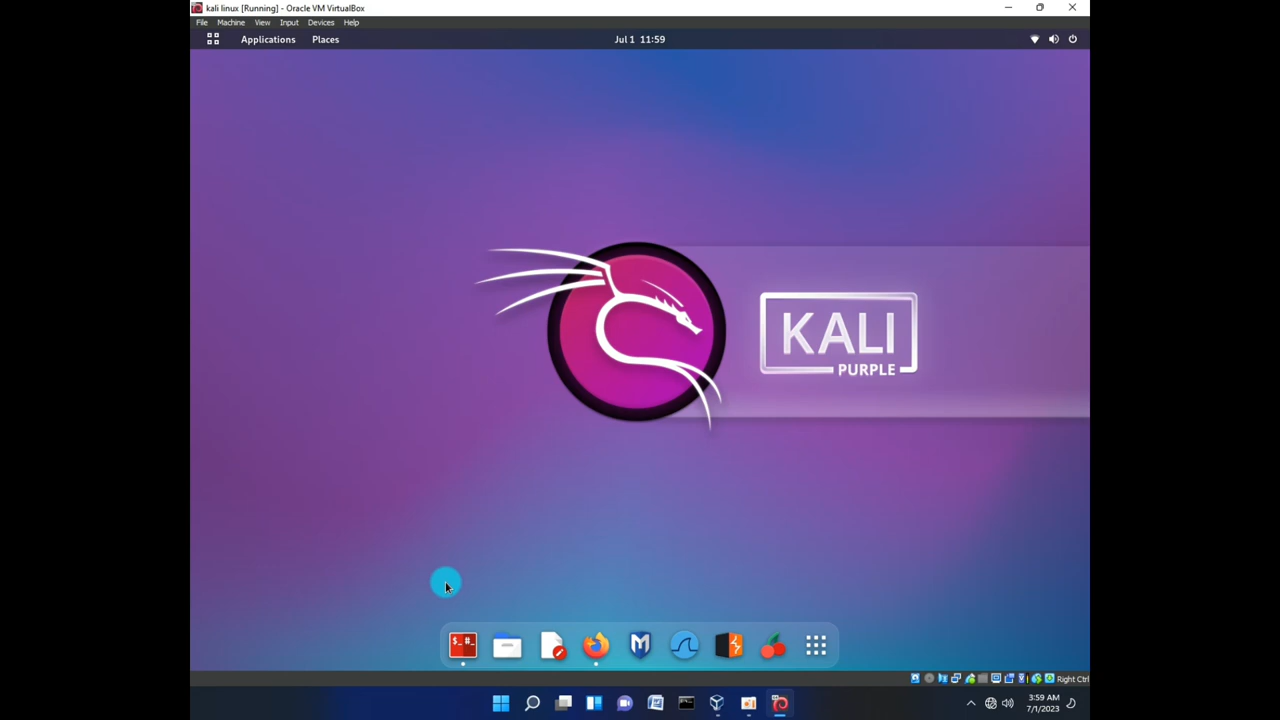 kali linux [Running] - Oracle VM VirtualBox
File Machine View Input Devices Help
Applications Places Jul 1 11:59
KALI
PURPLE
$_ #_
Right Ctrl
3:59 AM
7/1/2023